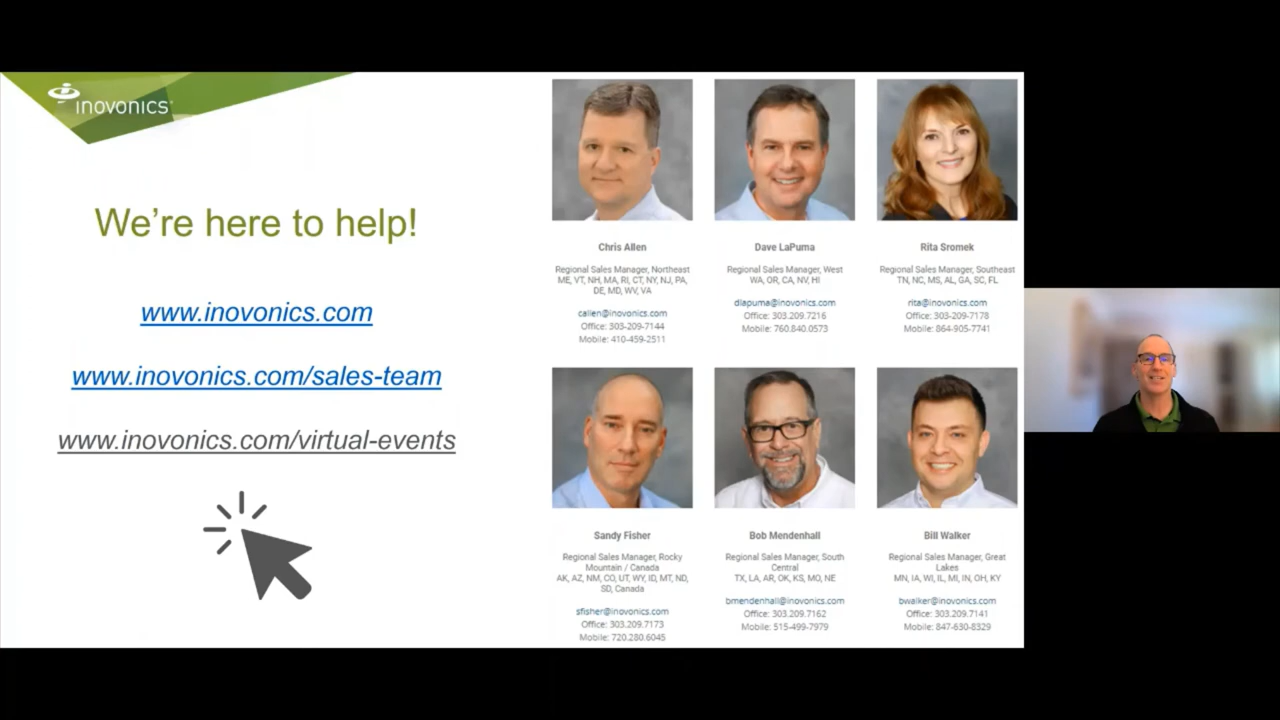 inovonics
We're here to help!
www.inovonics.com
www.inovonics.com/sales-team
www.inovonics.com/virtual-events
Chris Allen
Regional Sales Manager, Northeast
ME, VT, NH, MA, RI, CT, NY, NJ, PA,
DE, MD, WV, VA
callen@inovonics.com
Office: 303-209-7144
Mobile: 410-459-2511
Dave LaPuma
Regional Sales Manager, West
WA, OR, CA, NV, HI
dlapuma@inovonics.com
Office: 303.209.7216
Mobile: 760.840.0573
Rita Sromek
Regional Sales Manager, Southeast
TN, NC, MS, AL, GA, SC, FL
rita@inovonics.com
Office: 303-209-7178
Mobile: 864-905-7741
Sandy Fisher
Regional Sales Manager, Rocky
Mountain / Canada
AK, AZ, NM, CO, UT, WY, ID, MT, ND,
SD, Canada
sfisher@inovonics.com
Office: 303.209.7173
Mobile: 720.280.6045
Bob Mendenhall
Regional Sales Manager, South
Central
TX, LA, AR, OK, KS, MO, NE
bmendenhall@inovonics.com
Office: 303.209.7162
Mobile: 515-499-7979
Bill Walker
Regional Sales Manager, Great
Lakes
MN, IA, WI, IL, MI, IN, OH, KY
bwalker@inovonics.com
Office: 303.209.7141
Mobile: 847-630-8329